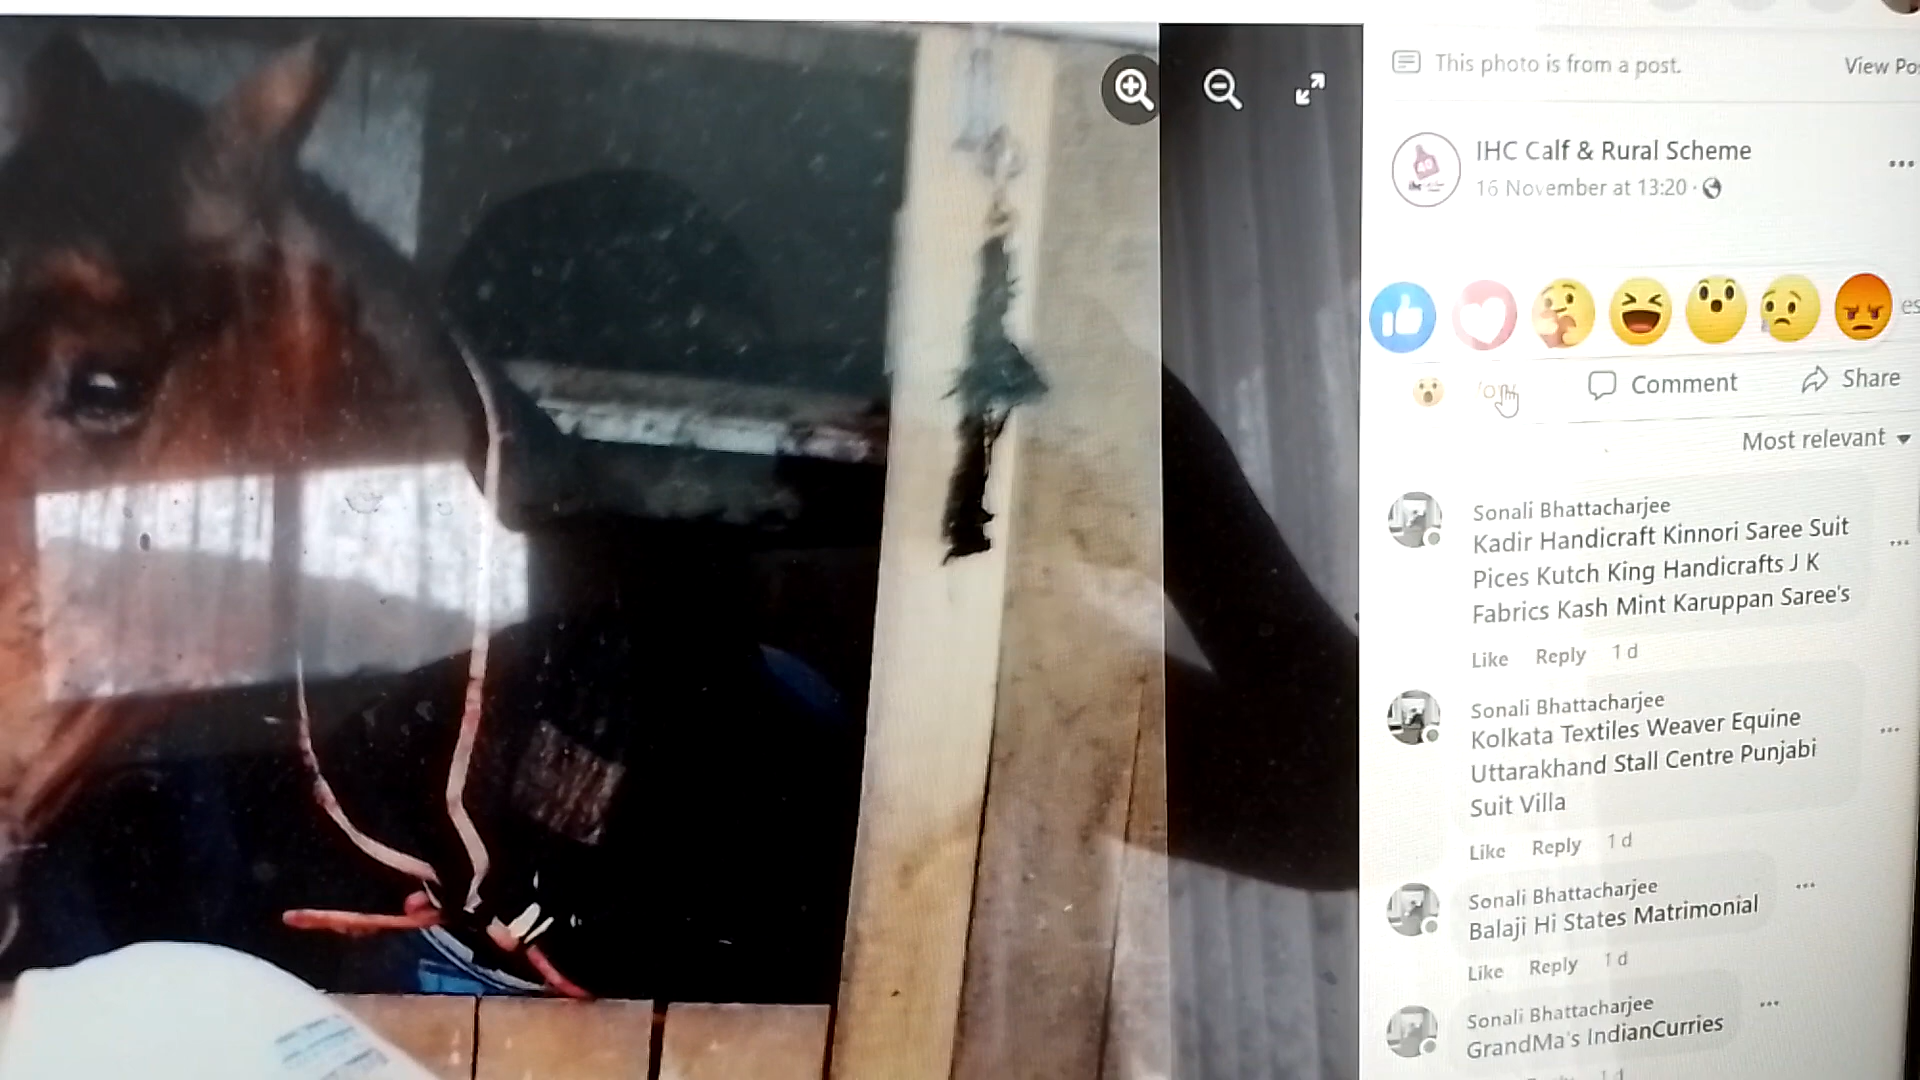 This photo is from a post.
View Po
IHC Calf & Rural Scheme
16 November at 13:20
es
Comment
Share
Most relevant
Sonali Bhattacharjee
Kadir Handicraft Kinnori Saree Suit
Pices Kutch King Handicrafts J K
Fabrics Kash Mint Karuppan Saree's
Like Reply 1 d
Sonali Bhattacharjee
Kolkata Textiles Weaver Equine
Uttarakhand Stall Centre Punjabi
Suit Villa
Like Reply 1 d
Sonali Bhattacharjee
Balaji Hi States Matrimonial
Like Reply 1 d
Sonali Bhattacharjee
GrandMa's IndianCurries
1 d